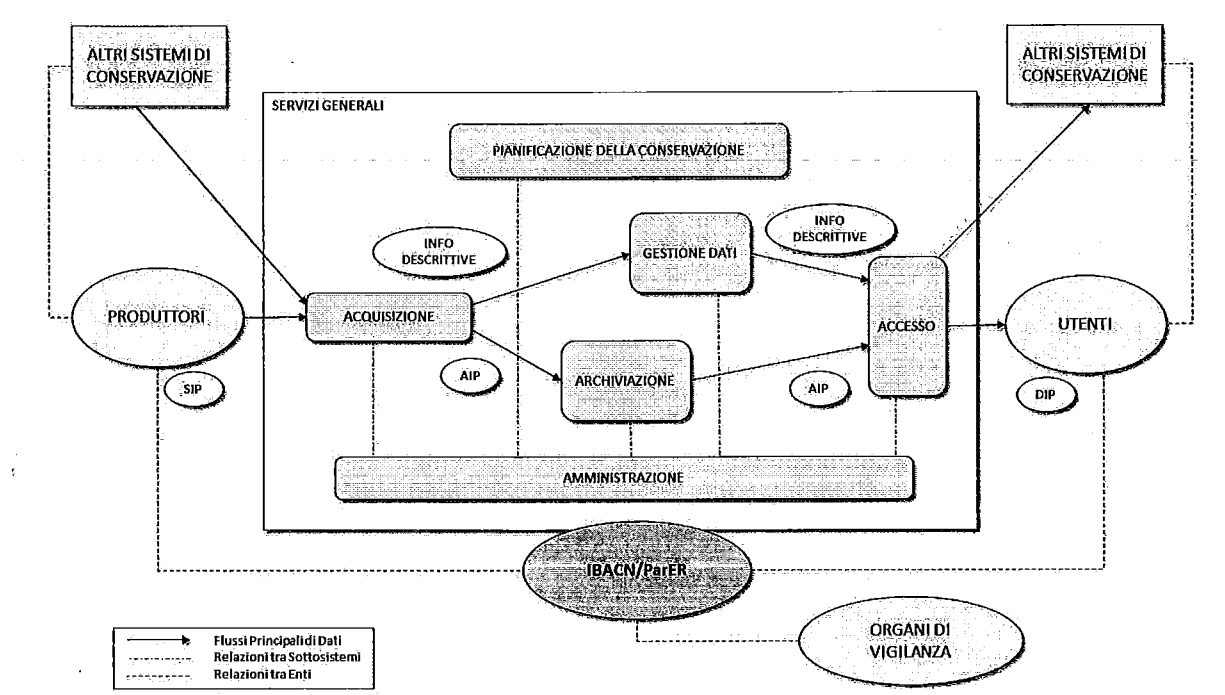 ALTRI SISTEMI DI
CONSERVAZIONE
ALTRI SISTEMI DI
CONSERVAZIONE
SERVIZI GENERALI
PIANIFICAZIONE DELLA CONSERVAZIONE
INFO
DESCRITTIVE
GESTIONE DATI
INFO
DESCRITTIVE
PRODUTTORI
ACQUISIZIONE
ACCESSO
UTENTI
SIP
AIP
ARCHIVIAZIONE
AIP
DIP
AMMINISTRAZIONE
IBACN/ParER
ORGANI DI
VIGILANZA
Flussi Principali di Dati
Relazioni tra Sottosistemi
Relazioni tra Enti